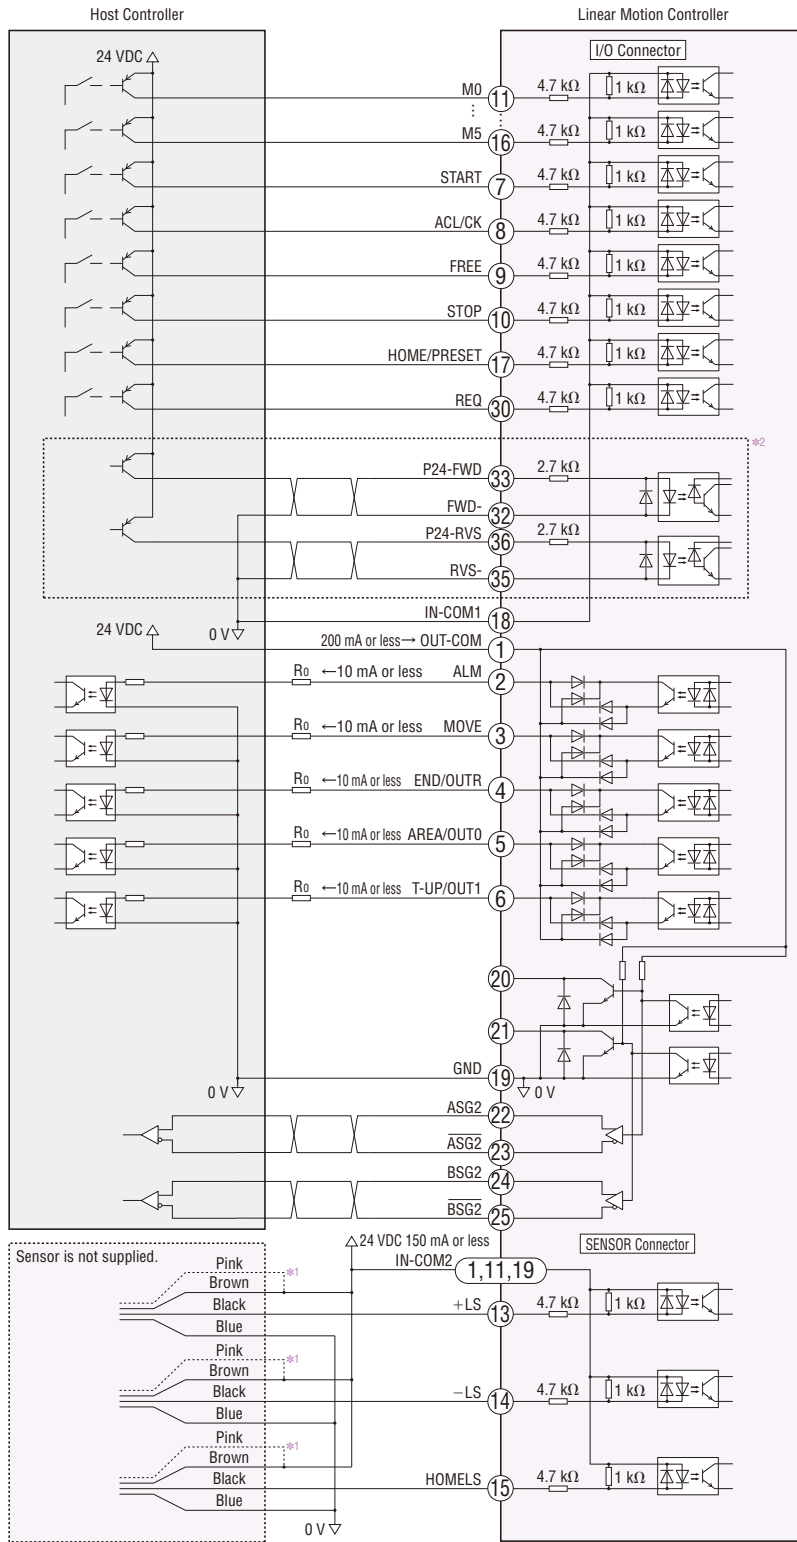 Host Controller
Linear Motion Controller
24 VDC
I/O Connector
M0 11 4.7 kΩ 1 kΩ
M5 16 4.7 kΩ 1 kΩ
START 7 4.7 kΩ 1 kΩ
ACL/CK 8 4.7 kΩ 1 kΩ
FREE 9 4.7 kΩ 1 kΩ
STOP 10 4.7 kΩ 1 kΩ
HOME/PRESET 17 4.7 kΩ 1 kΩ
REQ 30 4.7 kΩ 1 kΩ
*2
P24-FWD 33 2.7 kΩ
FWD- 32
P24-RVS 36 2.7 kΩ
RVS- 35
0 V IN-COM1 18
24 VDC 200 mA or less→ OUT-COM 1
R0 ←10 mA or less ALM 2
R0 ←10 mA or less MOVE 3
R0 ←10 mA or less END/OUTR 4
R0 ←10 mA or less AREA/OUT0 5
R0 ←10 mA or less T-UP/OUT1 6
20
21
0 V GND 19 0 V
ASG2 22
A̅S̅G̅2̅ 23
BSG2 24
B̅S̅G̅2̅ 25
24 VDC 150 mA or less
SENSOR Connector
Sensor is not supplied.
IN-COM2 1,11,19
Pink *1
Brown
Black +LS 13 4.7 kΩ 1 kΩ
Blue
Pink *1
Brown
Black −LS 14 4.7 kΩ 1 kΩ
Blue
Pink *1
Brown
Black HOMELS 15 4.7 kΩ 1 kΩ
Blue
0 V